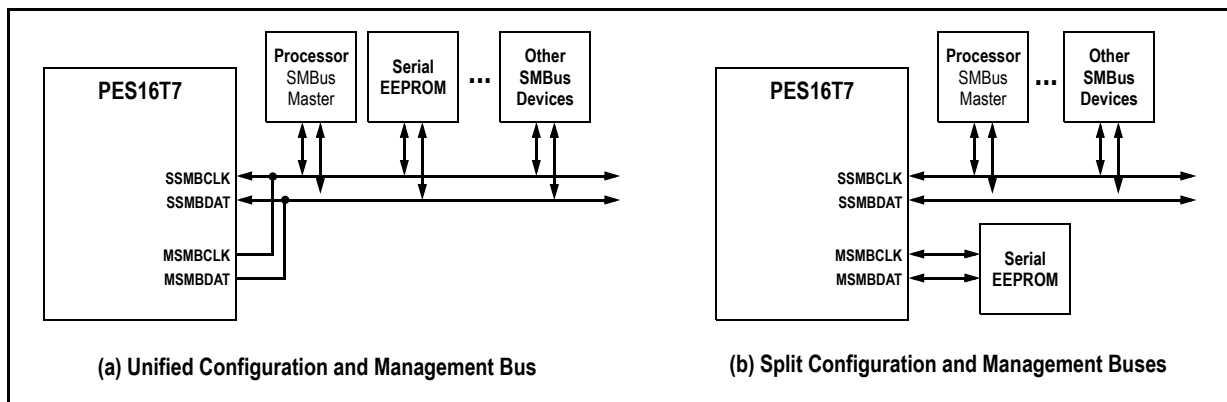 PES16T7
Processor
SMBus
Master
Serial
EEPROM
...
Other
SMBus
Devices
SSMBCLK
SSMBDAT
MSMBCLK
MSMBDAT
(a) Unified Configuration and Management Bus
PES16T7
Processor
SMBus
Master
...
Other
SMBus
Devices
SSMBCLK
SSMBDAT
MSMBCLK
MSMBDAT
Serial
EEPROM
(b) Split Configuration and Management Buses